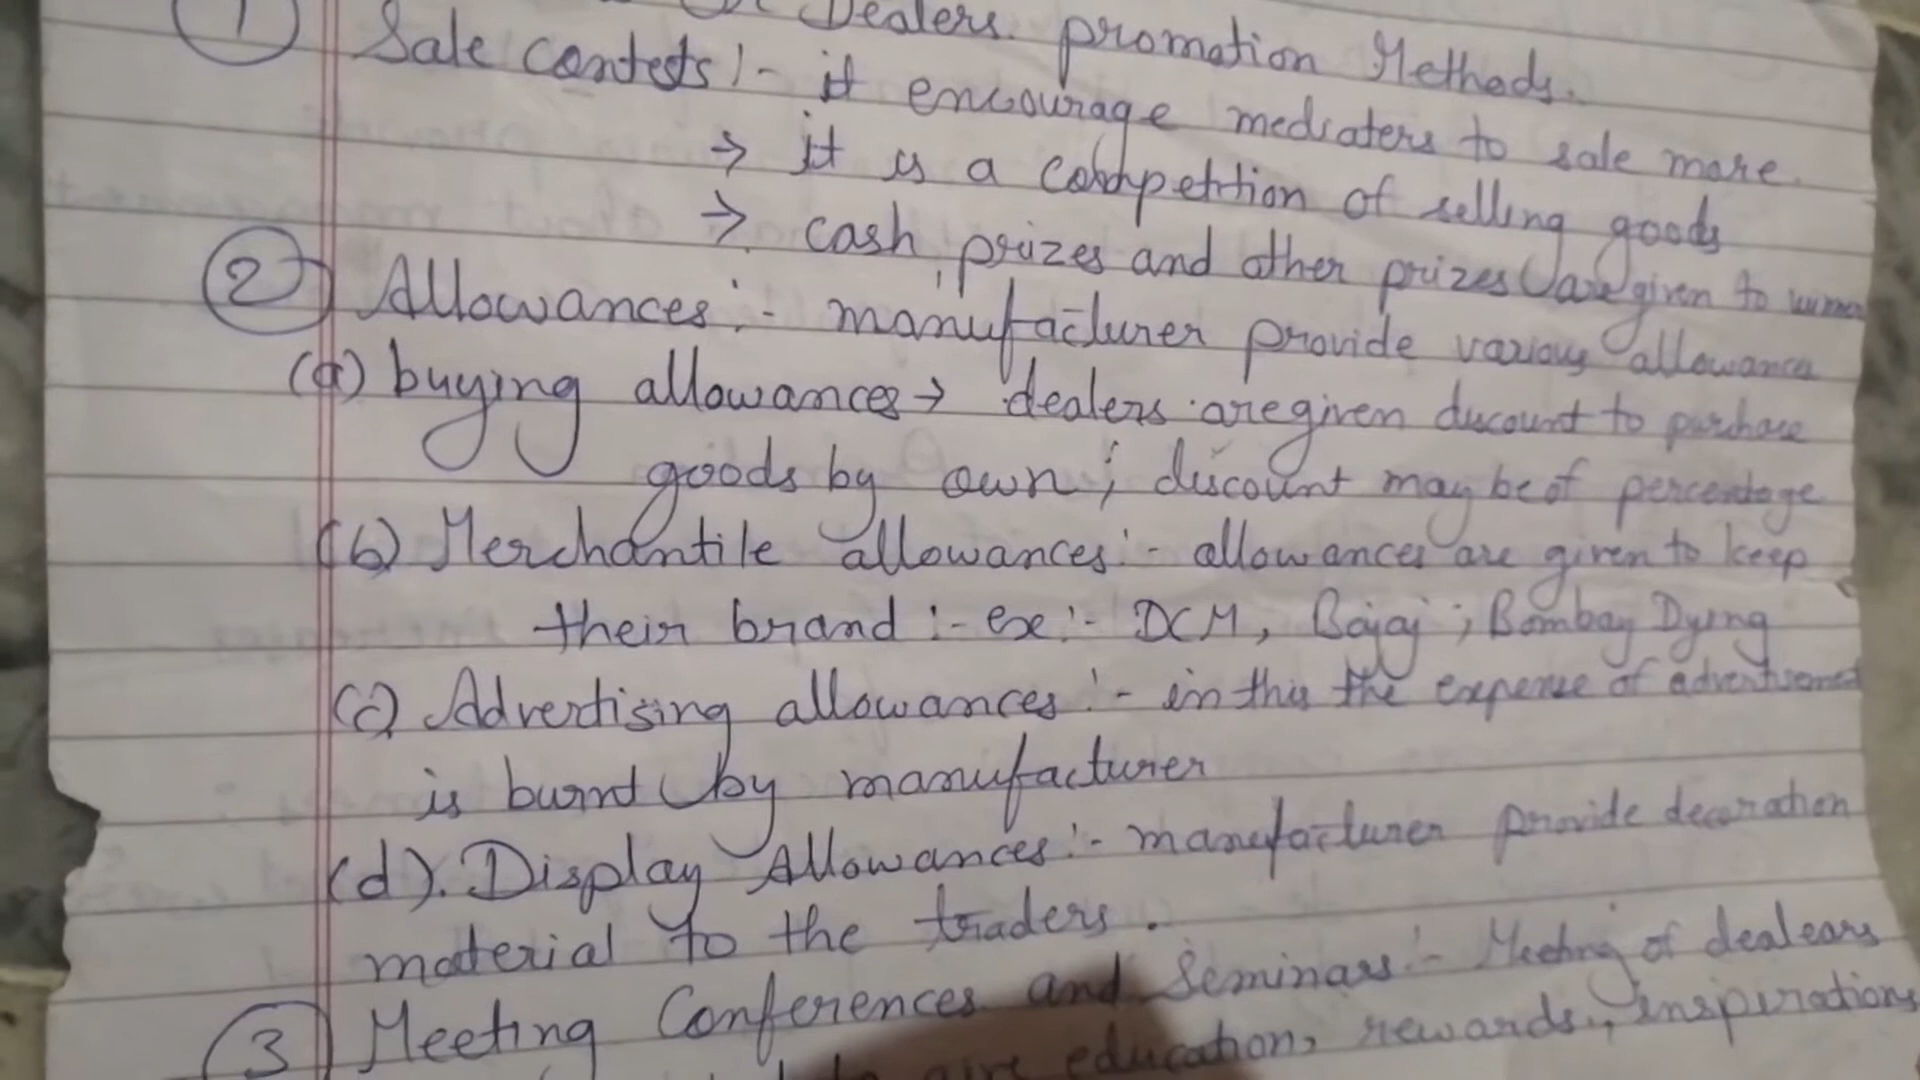 Dealers promotion Methods.
① Sale contests :- it encourage mediaters to sale more.
→ it is a competition of selling goods
→ cash prizes and other prizes are given to
② Allowances :- manufacturer provide various allowance
(a) buying allowances → dealers are given discount to purchase
goods by own ; discount may be of percentage
(b) Merchantile allowances :- allowances are given to keep
their brand :- ex :- DCM, Bajaj ; Bombay Dying
(c) Advertising allowances :- in this the expense of
is burnt by manufacturer
(d). Display Allowances :- manufacturer provide decoration
material to the traders.
③ Meeting Conferences and Seminars :- Meeting of dealears
to give education, rewards, inspirations